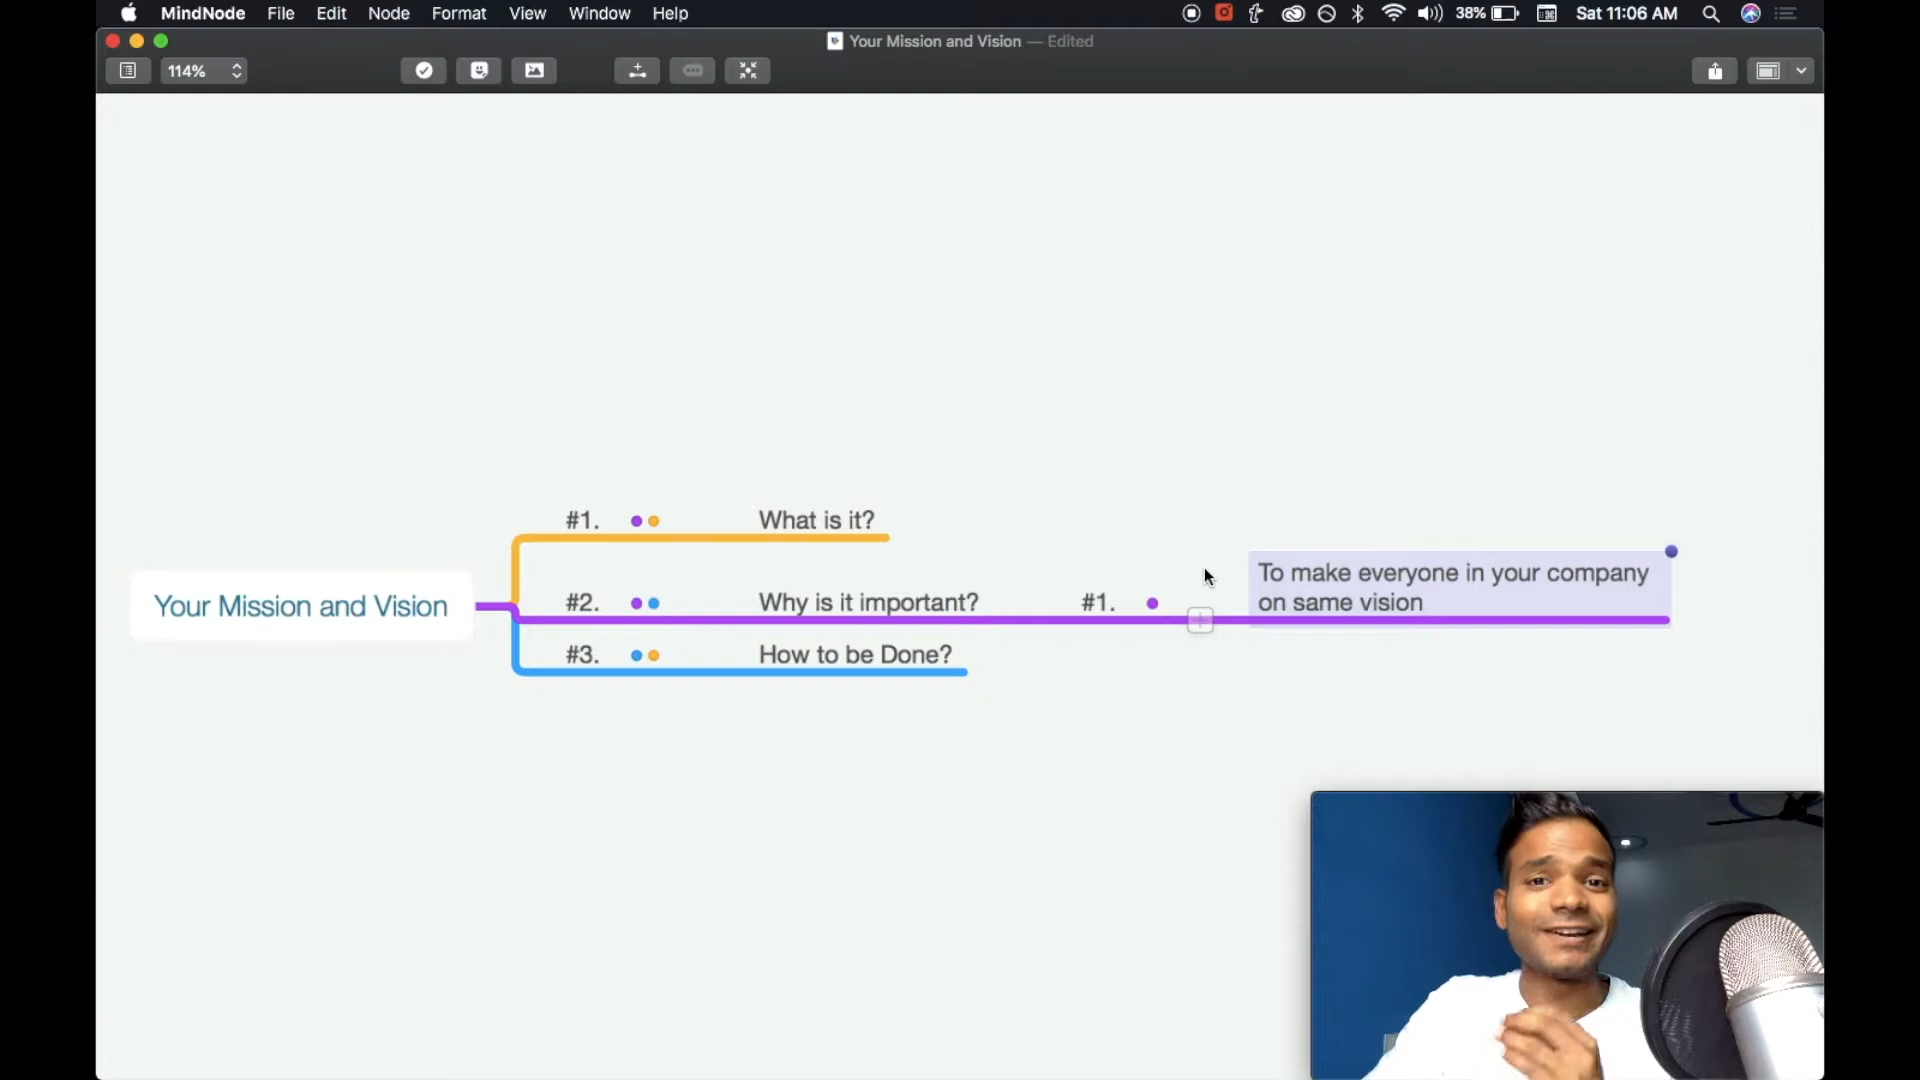 MindNode File Edit Node Format View Window Help 38% Sat 11:06 AM
Your Mission and Vision — Edited
114%
#1. What is it?
To make everyone in your company
on same vision
Your Mission and Vision
#2. Why is it important? #1.
#3. How to be Done?